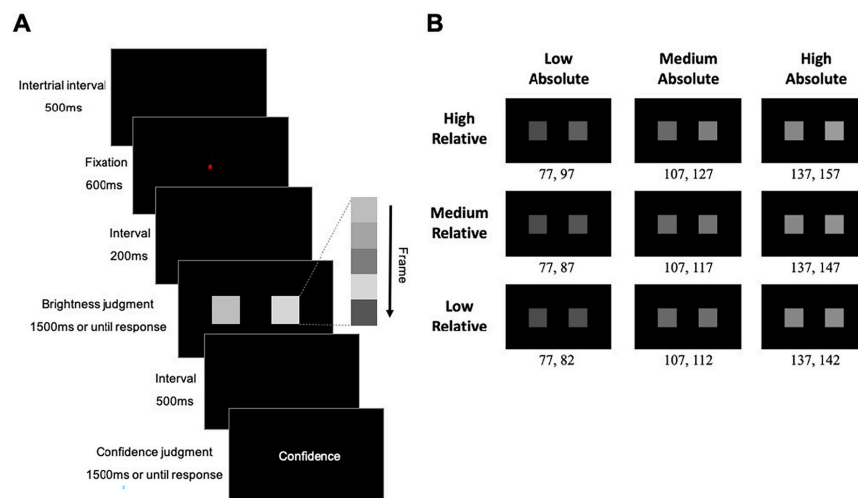 A
Intertrial interval
500ms
Fixation
600ms
Interval
200ms
Frame
Brightness judgment
1500ms or until response
Interval
500ms
Confidence judgment
1500ms or until response
Confidence
B
Low
Absolute
Medium
Absolute
High
Absolute
High
Relative
77, 97
107, 127
137, 157
Medium
Relative
77, 87
107, 117
137, 147
Low
Relative
77, 82
107, 112
137, 142